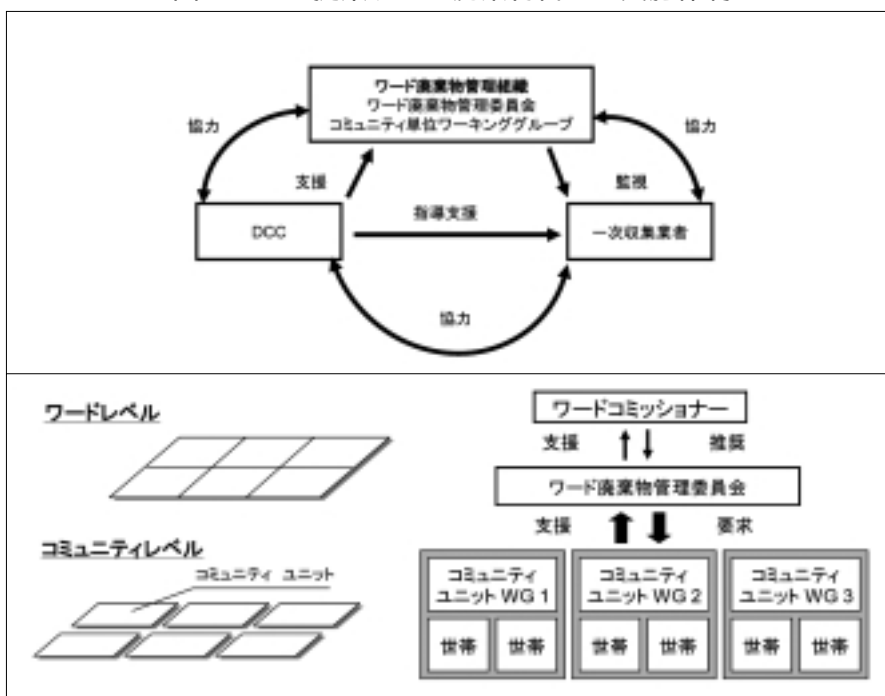 ワード廃棄物管理組織
ワード廃棄物管理委員会
コミュニティ単位ワーキンググループ
協力
協力
支援
監視
指導支援
DCC
一次収集業者
協力
ワードレベル
コミュニティレベル
コミュニティ ユニット
ワードコミッショナー
支援
推奨
ワード廃棄物管理委員会
支援
要求
コミュニティ
ユニット WG 1
コミュニティ
ユニット WG 2
コミュニティ
ユニット WG 3
世帯
世帯
世帯
世帯
世帯
世帯